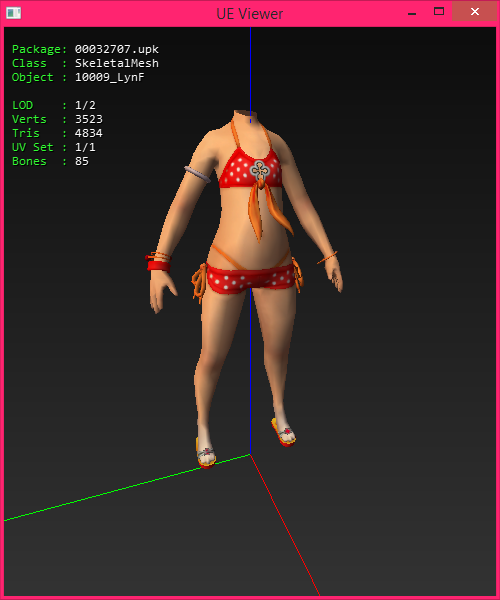 UE Viewer
Package: 00032707.upk
Class : SkeletalMesh
Object : 10009_LynF
LOD : 1/2
Verts : 3523
Tris : 4834
UV Set : 1/1
Bones : 85